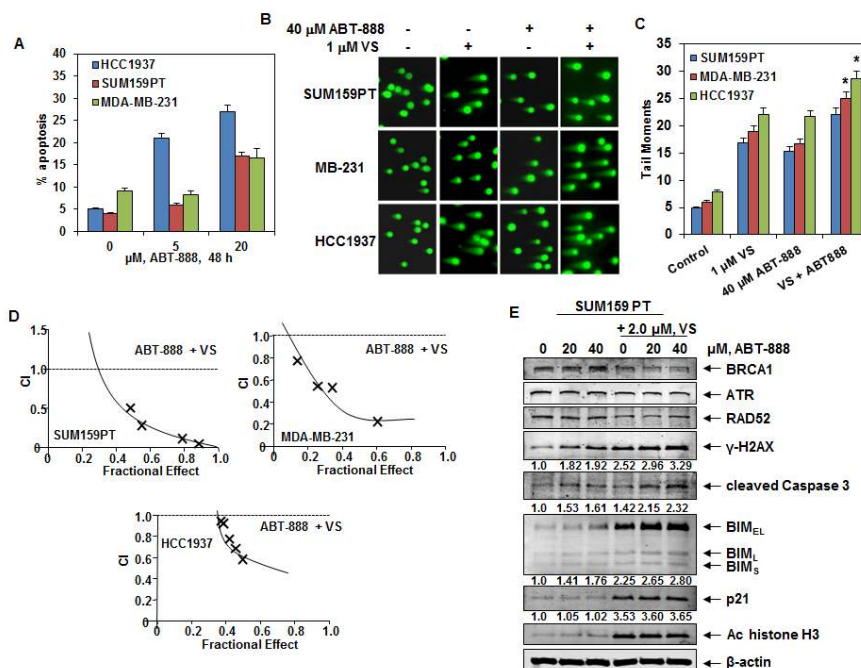 A
40
35
30
25
20
15
10
5
0
% apoptosis
HCC1937
SUM159PT
MDA-MB-231
0 5 20
µM, ABT-888, 48 h
B
40 µM ABT-888 - - + +
1 µM VS - + - +
SUM159PT
MB-231
HCC1937
C
35
30
25
20
15
10
5
0
Tail Moments
SUM159PT
MDA-MB-231
HCC1937
* *
Control
1 µM VS
40 µM ABT-888
VS + ABT888
D
1.5
1.0
0.5
0
CI
ABT-888 + VS
SUM159PT
0 0.2 0.4 0.6 0.8 1.0
Fractional Effect
1.0
0.8
0.6
0.4
0.2
0
CI
ABT-888 + VS
MDA-MB-231
0 0.2 0.4 0.6 0.8 1.0
Fractional Effect
1.0
0.8
0.6
0.4
0.2
0
CI
ABT-888 + VS
HCC1937
0 0.2 0.4 0.6 0.8 1.0
Fractional Effect
E
SUM159 PT
+ 2.0 µM, VS
0 20 40 0 20 40 µM, ABT-888
BRCA1
ATR
RAD52
γ-H2AX
1.0 1.82 1.92 2.52 2.96 3.29
cleaved Caspase 3
1.0 1.53 1.61 1.42 2.15 2.32
BIMEL
BIML
BIMS
1.0 1.41 1.76 2.25 2.65 2.80
p21
1.0 1.05 1.02 3.53 3.60 3.65
Ac histone H3
β-actin